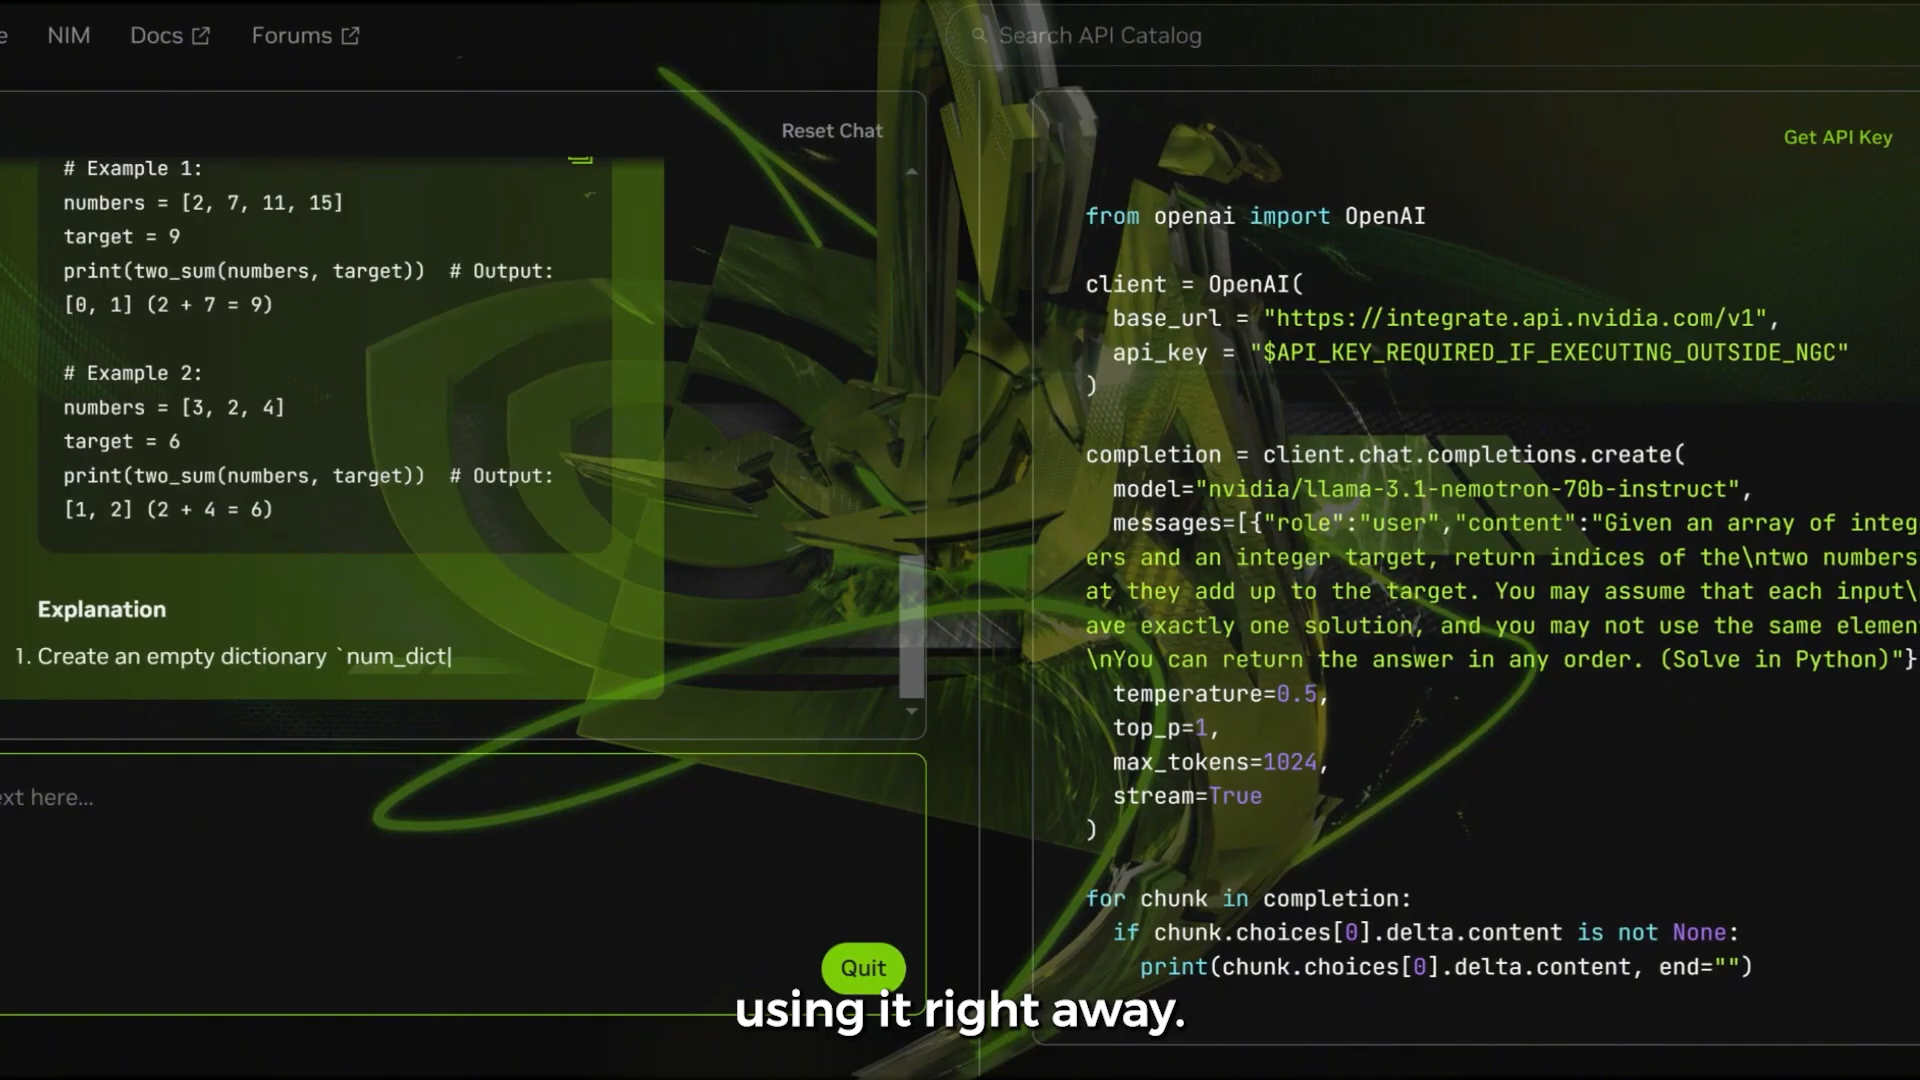 NIM
Docs
Forums
Search API Catalog
Reset Chat
# Example 1:
numbers = [2, 7, 11, 15]
target = 9
print(two_sum(numbers, target))  # Output:
[0, 1] (2 + 7 = 9)
# Example 2:
numbers = [3, 2, 4]
target = 6
print(two_sum(numbers, target))  # Output:
[1, 2] (2 + 4 = 6)
Explanation
1. Create an empty dictionary `num_dict|
ext here...
Quit
Get API Key
from openai import OpenAI
client = OpenAI(
  base_url = "https://integrate.api.nvidia.com/v1",
  api_key = "$API_KEY_REQUIRED_IF_EXECUTING_OUTSIDE_NGC"
)
completion = client.chat.completions.create(
  model="nvidia/llama-3.1-nemotron-70b-instruct",
  messages=[{"role":"user","content":"Given an array of integ
ers and an integer target, return indices of the\ntwo numbers
at they add up to the target. You may assume that each input\
ave exactly one solution, and you may not use the same elemen
\nYou can return the answer in any order. (Solve in Python)"}
  temperature=0.5,
  top_p=1,
  max_tokens=1024,
  stream=True
)
for chunk in completion:
  if chunk.choices[0].delta.content is not None:
    print(chunk.choices[0].delta.content, end="")
using it right away.